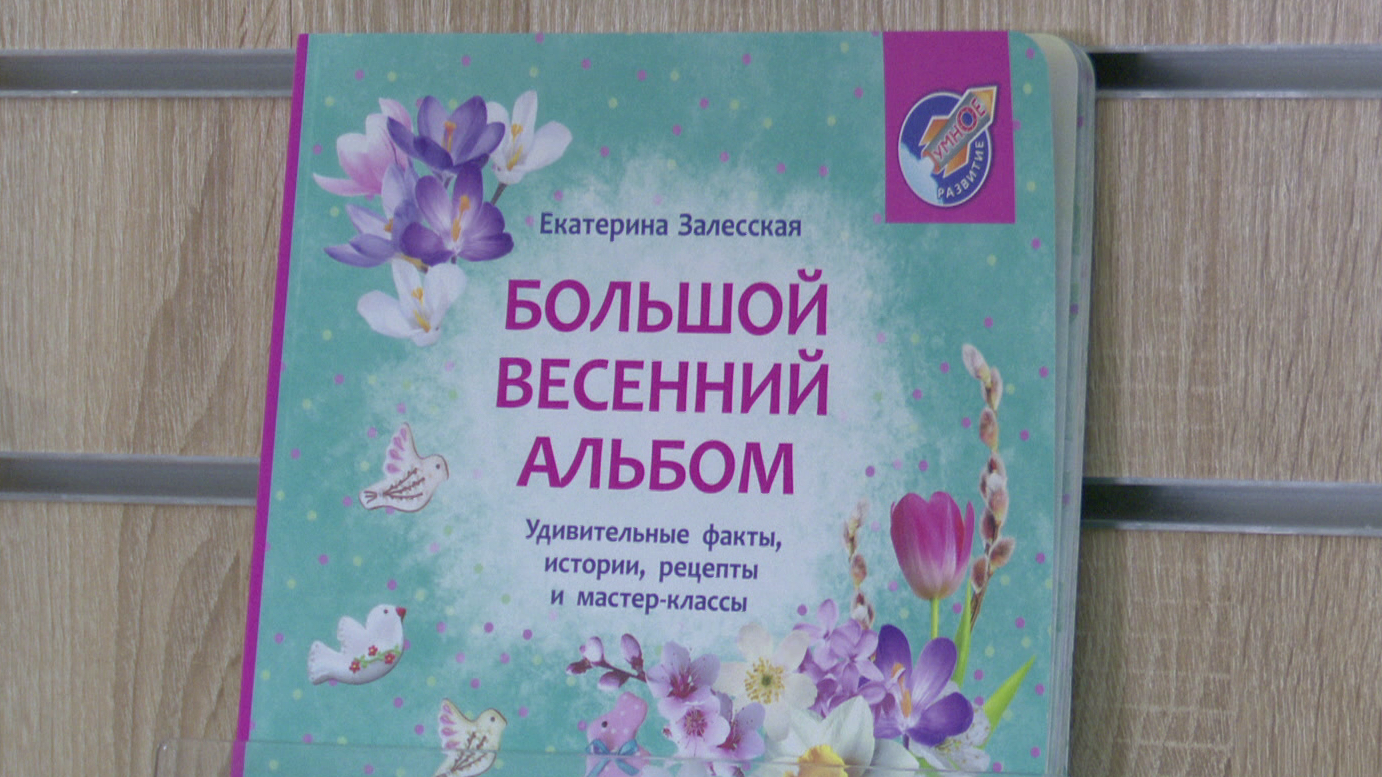 УМНОЕ
РАЗВИТИЕ
Екатерина Залесская
БОЛЬШОЙ
ВЕСЕННИЙ
АЛЬБОМ
Удивительные факты,
истории, рецепты
и мастер-классы